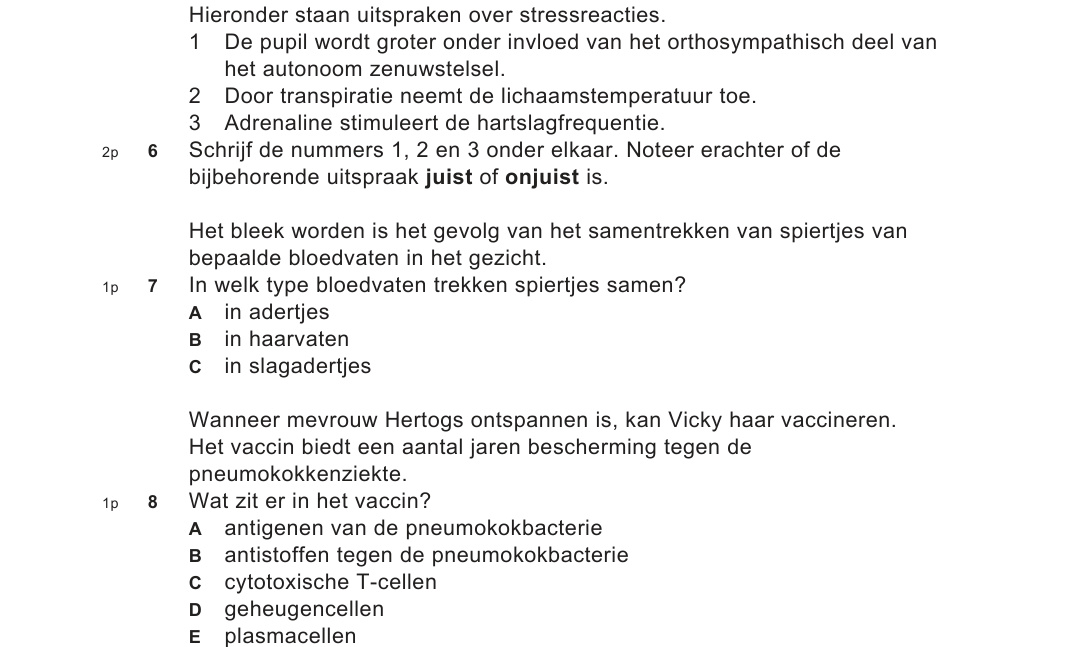 Hieronder staan uitspraken over stressreacties.
1 De pupil wordt groter onder invloed van het orthosympathisch deel van
het autonoom zenuwstelsel.
2 Door transpiratie neemt de lichaamstemperatuur toe.
3 Adrenaline stimuleert de hartslagfrequentie.
2p 6 Schrijf de nummers 1, 2 en 3 onder elkaar. Noteer erachter of de
bijbehorende uitspraak juist of onjuist is.
Het bleek worden is het gevolg van het samentrekken van spiertjes van
bepaalde bloedvaten in het gezicht.
1p 7 In welk type bloedvaten trekken spiertjes samen?
A in adertjes
B in haarvaten
C in slagadertjes
Wanneer mevrouw Hertogs ontspannen is, kan Vicky haar vaccineren.
Het vaccin biedt een aantal jaren bescherming tegen de
pneumokokkenziekte.
1p 8 Wat zit er in het vaccin?
A antigenen van de pneumokokbacterie
B antistoffen tegen de pneumokokbacterie
C cytotoxische T-cellen
D geheugencellen
E plasmacellen